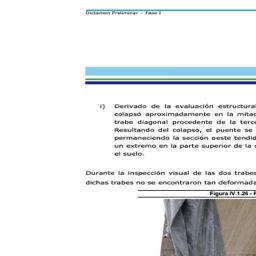 Dictamen Preliminar - Fase I
i) Derivado de la evaluación estructural
colapsó aproximadamente en la mitad
trabe diagonal procedente de la terce
Resultando del colapso, el puente se
permaneciendo la sección oeste tendid
un extremo en la parte superior de la
el suelo.
Durante la inspección visual de las dos trabes
dichas trabes no se encontraron tan deformada
Figura IV.1.26 - F